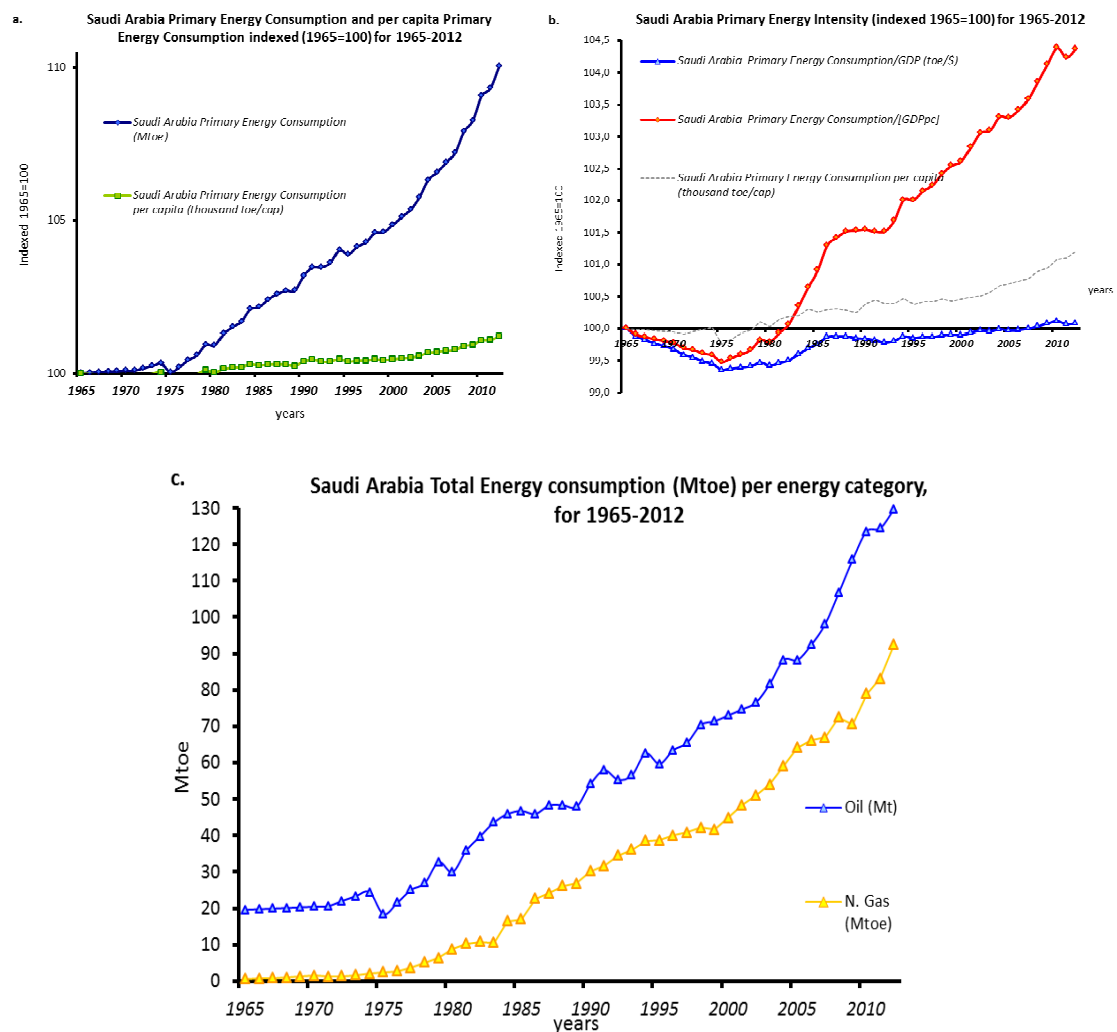 a.
Saudi Arabia Primary Energy Consumption and per capita Primary
Energy Consumption indexed (1965=100) for 1965-2012
110
105
100
Indexed 1965=100
Saudi Arabia Primary Energy Consumption
(Mtoe)
Saudi Arabia Primary Energy Consumption
per capita (thousand toe/cap)
1965 1970 1975 1980 1985 1990 1995 2000 2005 2010
years
b.
Saudi Arabia Primary Energy Intensity (indexed 1965=100) for 1965-2012
104,5
104,0
103,5
103,0
102,5
102,0
101,5
101,0
100,5
100,0
99,5
99,0
Indexed 1965=100
Saudi Arabia Primary Energy Consumption/GDP (toe/$)
Saudi Arabia Primary Energy Consumption/[GDPpc]
Saudi Arabia Primary Energy Consumption per capita
(thousand toe/cap)
years
1965 1970 1975 1980 1985 1990 1995 2000 2005 2010
c.
Saudi Arabia Total Energy consumption (Mtoe) per energy category,
for 1965-2012
130
120
110
100
90
80
70
60
50
40
30
20
10
0
Mtoe
Oil (Mt)
N. Gas
(Mtoe)
1965 1970 1975 1980 1985 1990 1995 2000 2005 2010
years